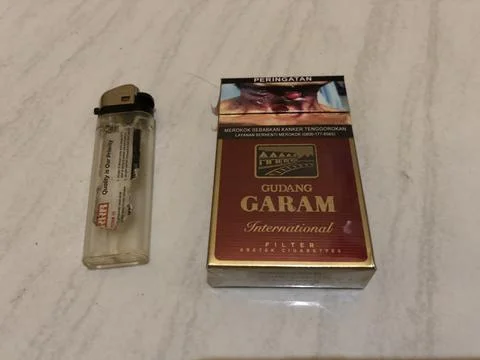 PERINGATAN
MEROKOK SEBABKAN KANKER TENGGOROKAN
LAYANAN BERHENTI MEROKOK (0800-177-6565)
GUDANG
GARAM
International
FILTER
KRETEK CIGARETTES
Quality is Our Priority